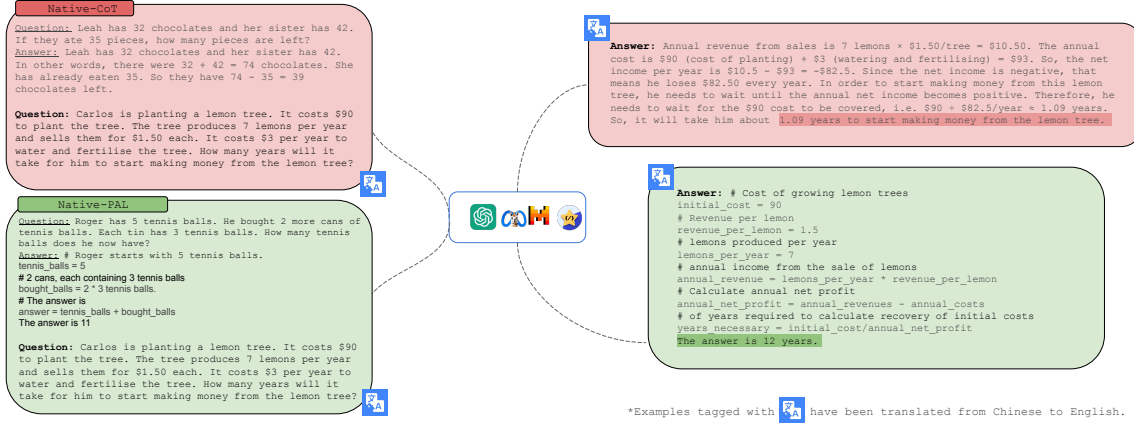 Native-CoT
Question: Leah has 32 chocolates and her sister has 42.
If they ate 35 pieces, how many pieces are left?
Answer: Leah has 32 chocolates and her sister has 42.
In other words, there were 32 + 42 = 74 chocolates. She
has already eaten 35. So they have 74 - 35 = 39
chocolates left.
Question: Carlos is planting a lemon tree. It costs $90
to plant the tree. The tree produces 7 lemons per year
and sells them for $1.50 each. It costs $3 per year to
water and fertilise the tree. How many years will it
take for him to start making money from the lemon tree?
Native-PAL
Question: Roger has 5 tennis balls. He bought 2 more cans of
tennis balls. Each tin has 3 tennis balls. How many tennis
balls does he now have?
Answer: # Roger starts with 5 tennis balls.
tennis_balls = 5
# 2 cans, each containing 3 tennis balls
bought_balls = 2 * 3 tennis balls.
# The answer is
answer = tennis_balls + bought_balls
The answer is 11
Question: Carlos is planting a lemon tree. It costs $90
to plant the tree. The tree produces 7 lemons per year
and sells them for $1.50 each. It costs $3 per year to
water and fertilise the tree. How many years will it
take for him to start making money from the lemon tree?
Answer: Annual revenue from sales is 7 lemons × $1.50/tree = $10.50. The annual
cost is $90 (cost of planting) + $3 (watering and fertilising) = $93. So, the net
income per year is $10.5 - $93 = -$82.5. Since the net income is negative, that
means he loses $82.50 every year. In order to start making money from this lemon
tree, he needs to wait until the annual net income becomes positive. Therefore, he
needs to wait for the $90 cost to be covered, i.e. $90 ÷ $82.5/year ≈ 1.09 years.
So, it will take him about 1.09 years to start making money from the lemon tree.
Answer: # Cost of growing lemon trees
initial_cost = 90
# Revenue per lemon
revenue_per_lemon = 1.5
# lemons produced per year
lemons_per_year = 7
# annual income from the sale of lemons
annual_revenue = lemons_per_year * revenue_per_lemon
# Calculate annual net profit
annual_net_profit = annual_revenues - annual_costs
# of years required to calculate recovery of initial costs
years_necessary = initial_cost/annual_net_profit
The answer is 12 years.
*Examples tagged with 文A have been translated from Chinese to English.